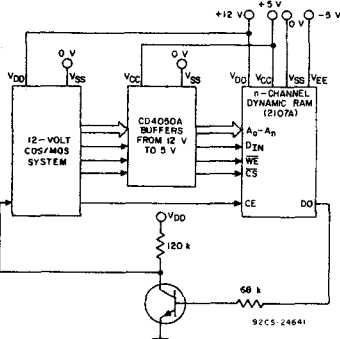 +12 V
+5 V
0 V
-5 V
0 V
0 V
VDD
VSS
VCC
VSS
VDD
VCC
VSS
VEE
12-VOLT
COS/MOS
SYSTEM
CD4050A
BUFFERS
FROM 12 V
TO 5 V
n-CHANNEL
DYNAMIC RAM
(2107A)
Ao-An
DIN
WE
CS
CE
DO
VDD
120 k
68 k
92CS-24641